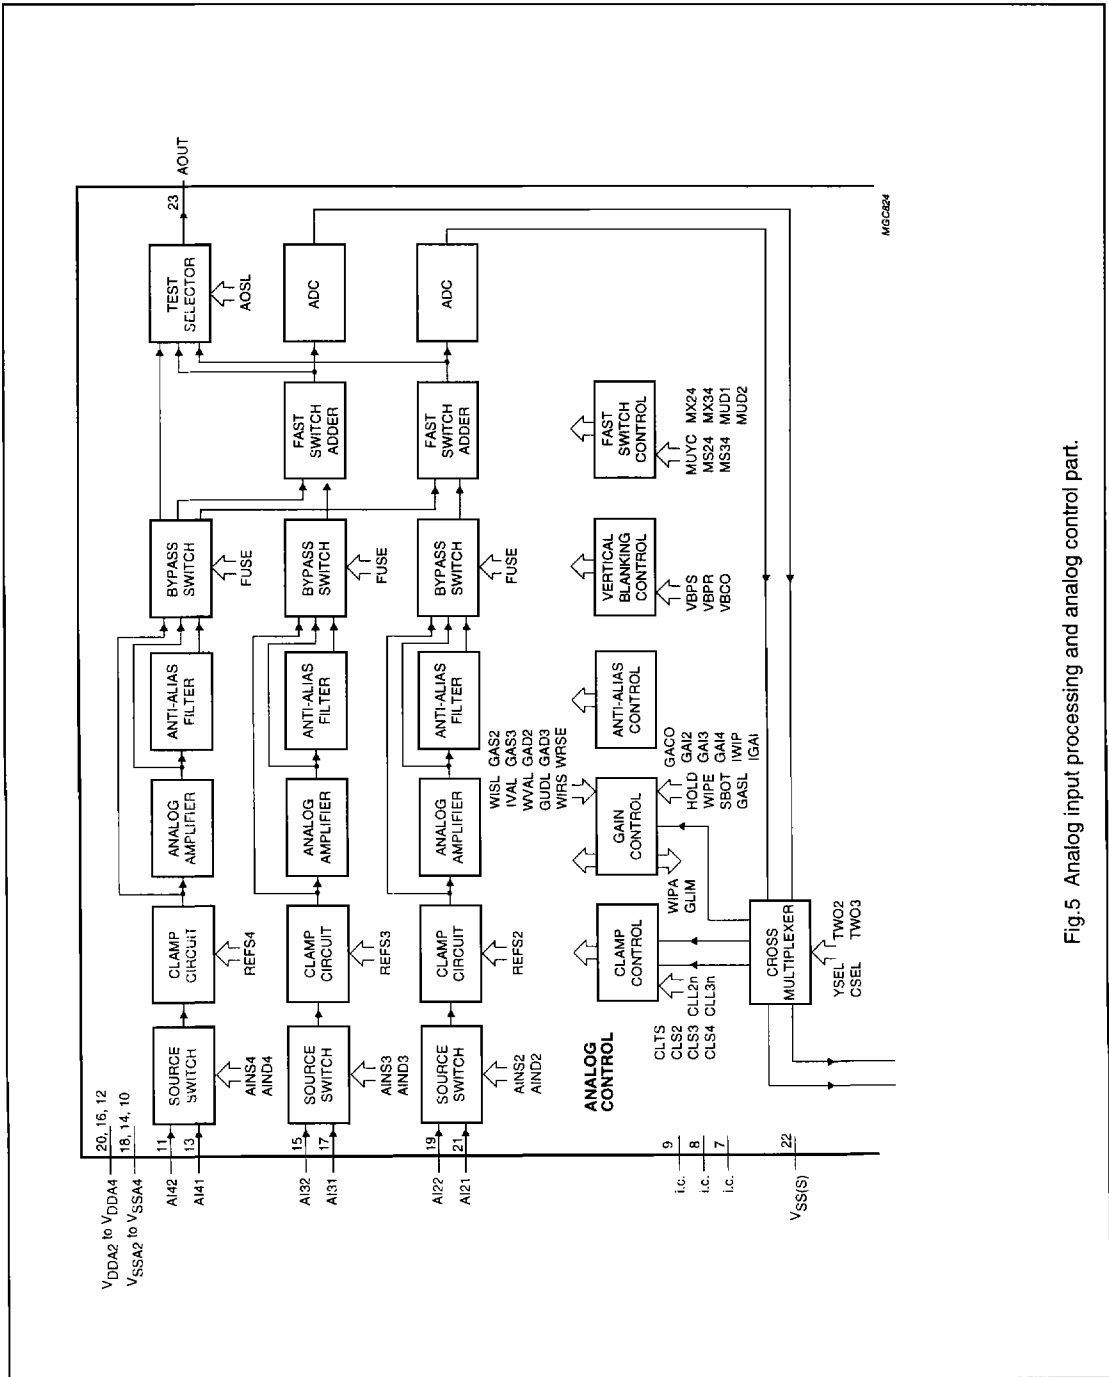 VDDA2 to VDDA4
20, 16, 12
VSSA2 to VSSA4
18, 14, 10
AI42
11
AI41
13
SOURCE
SWITCH
AINS4
AIND4
CLAMP
CIRCUIT
REFS4
ANALOG
AMPLIFIER
ANTI-ALIAS
FILTER
BYPASS
SWITCH
FUSE
TEST
SELECTOR
AOSL
23
AOUT
AI32
15
AI31
17
SOURCE
SWITCH
AINS3
AIND3
CLAMP
CIRCUIT
REFS3
ANALOG
AMPLIFIER
ANTI-ALIAS
FILTER
BYPASS
SWITCH
FUSE
FAST
SWITCH
ADDER
ADC
AI22
19
AI21
21
SOURCE
SWITCH
AINS2
AIND2
CLAMP
CIRCUIT
REFS2
ANALOG
AMPLIFIER
ANTI-ALIAS
FILTER
BYPASS
SWITCH
FUSE
FAST
SWITCH
ADDER
ADC
ANALOG
CONTROL
CLAMP
CONTROL
CLTS
CLS2
CLS3 CLL2n
CLS4 CLL3n
WISL GAS2
IVAL GAS3
WVAL GAD2
GUDL GAD3
WIRS WRSE
GAIN
CONTROL
WIPA
GLIM
GACO
HOLD GAI2
WIPE GAI3
SBOT GAI4
GASL IWIP
IGAI
ANTI-ALIAS
CONTROL
VERTICAL
BLANKING
CONTROL
VBPS
VBPR
VBCO
FAST
SWITCH
CONTROL
MUYC MX24
MS24 MX34
MS34 MUD1
MUD2
i.c. 9
i.c. 8
i.c. 7
VSS(S)
22
CROSS
MULTIPLEXER
YSEL TWO2
CSEL TWO3
MGC824
Fig.5 Analog input processing and analog control part.